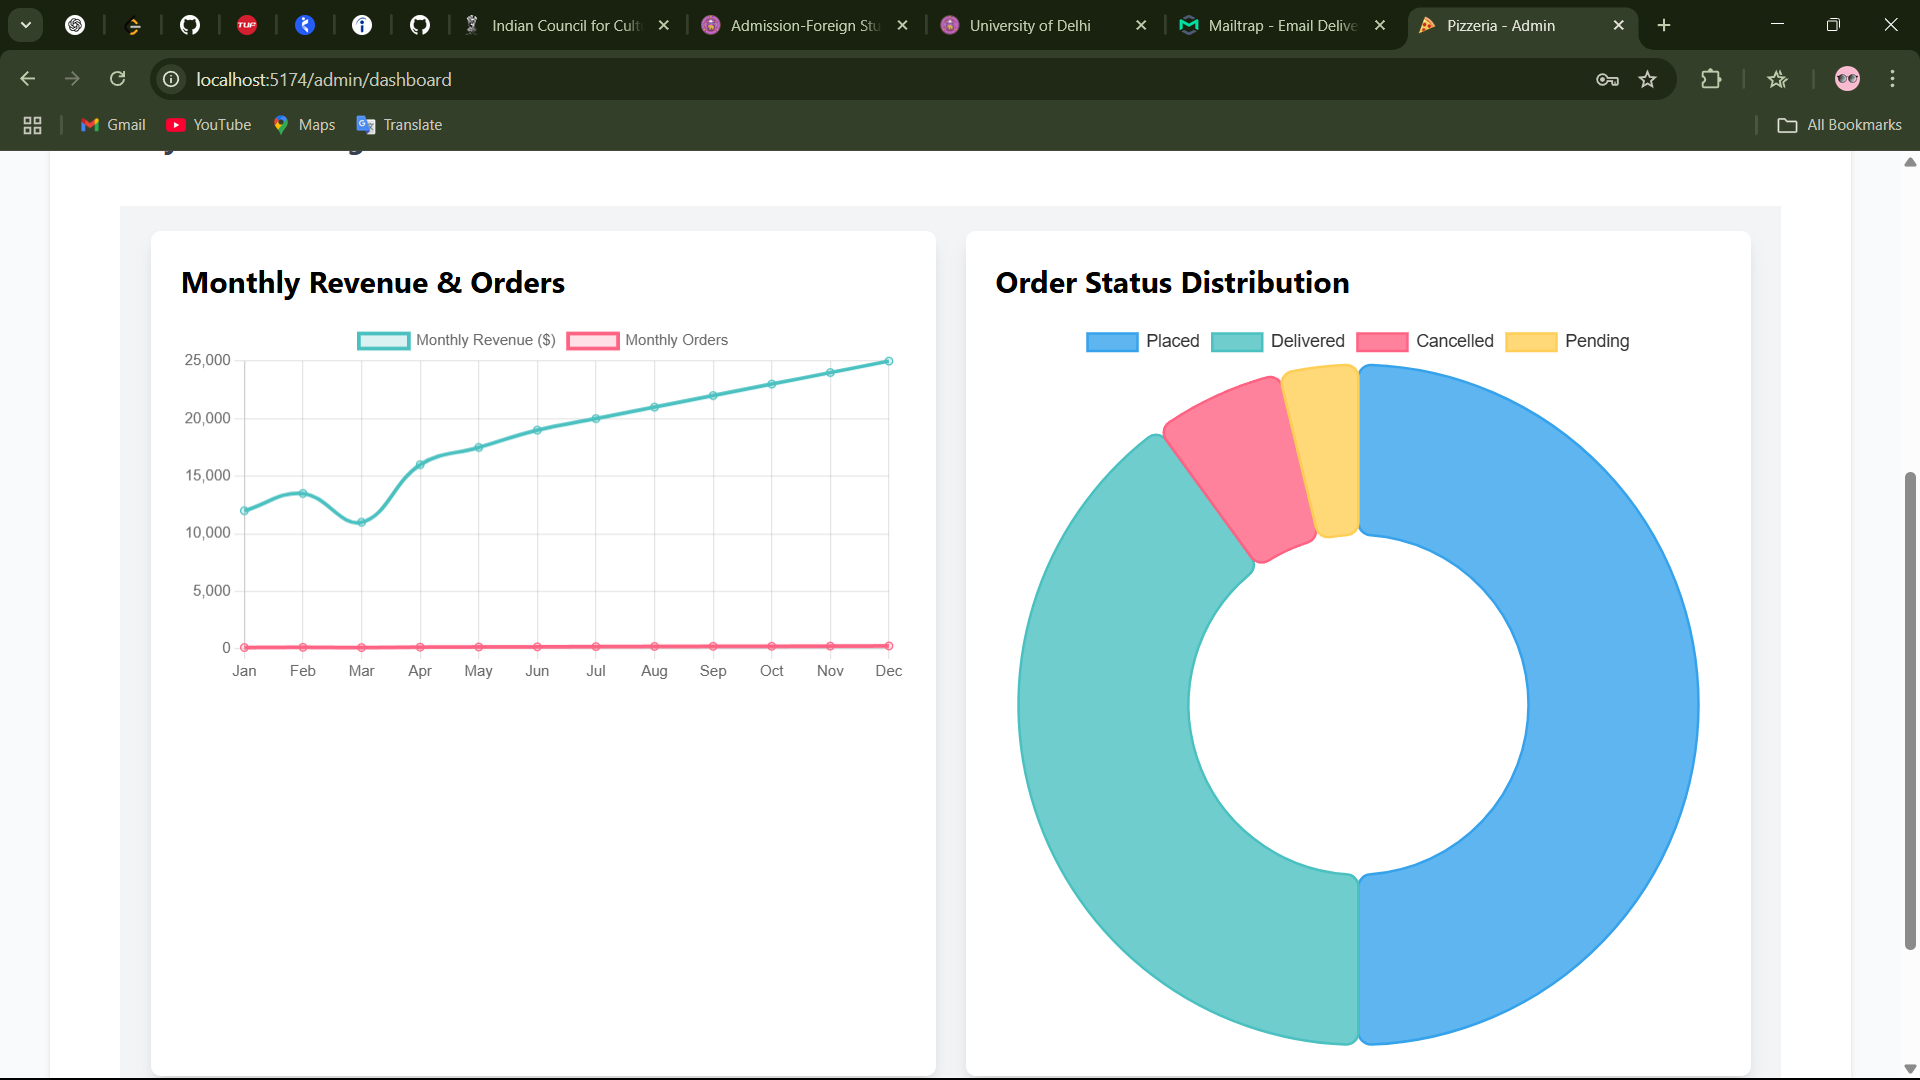 TUF
Indian Council for Cult
Admission-Foreign Stu
University of Delhi
Mailtrap - Email Delive
Pizzeria - Admin
localhost:5174/admin/dashboard
Gmail
YouTube
Maps
Translate
All Bookmarks
Monthly Revenue & Orders
Monthly Revenue ($)
Monthly Orders
25,000
20,000
15,000
10,000
5,000
0
Jan Feb Mar Apr May Jun Jul Aug Sep Oct Nov Dec
Order Status Distribution
Placed
Delivered
Cancelled
Pending